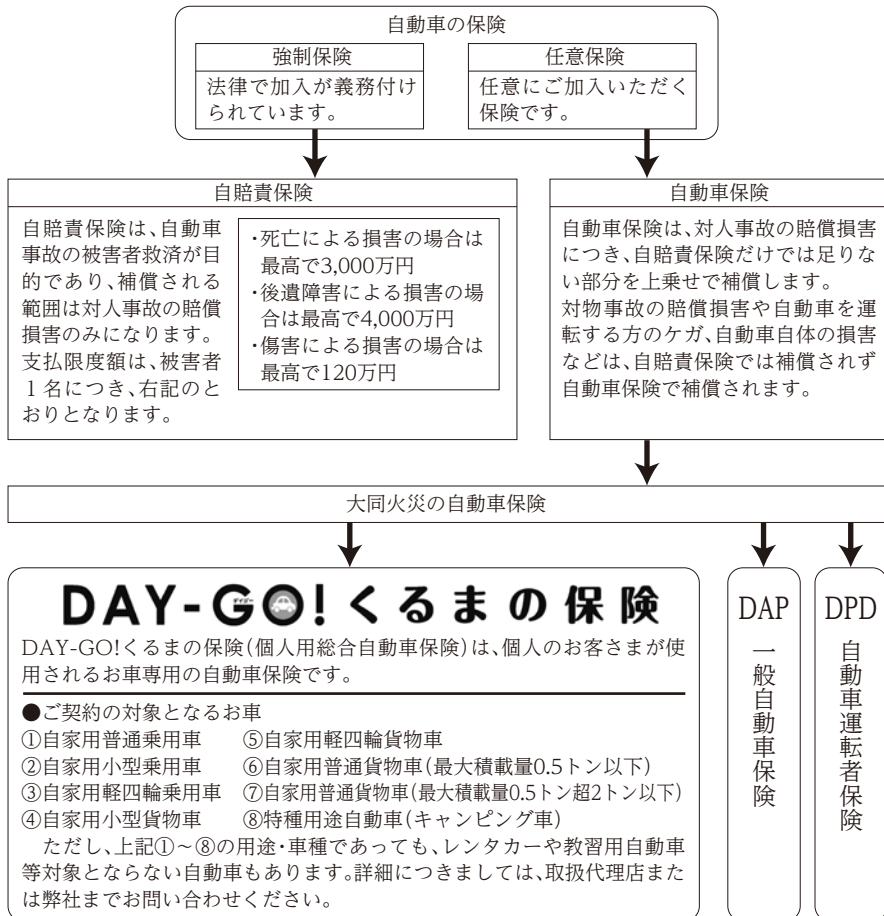 自動車の保険
強制保険
法律で加入が義務付け
られています。
任意保険
任意にご加入いただく
保険です。
自賠責保険
自賠責保険は、自動車
事故の被害者救済が目
的であり、補償される
範囲は対人事故の賠償
損害のみになります。
支払限度額は、被害者
1名につき、右記のと
おりとなります。
・死亡による損害の場合は
最高で3,000万円
・後遺障害による損害の場
合は最高で4,000万円
・傷害による損害の場合は
最高で120万円
自動車保険
自動車保険は、対人事故の賠償損害
につき、自賠責保険だけでは足りな
い部分を上乗せで補償します。
対物事故の賠償損害や自動車を運
転する方のケガ、自動車自体の損害
などは、自賠責保険では補償されず
自動車保険で補償されます。
大同火災の自動車保険
DAY-GO!くるまの保険
DAY-GO!くるまの保険(個人用総合自動車保険)は、個人のお客さまが使
用されるお車専用の自動車保険です。
●ご契約の対象となるお車
①自家用普通乗用車 ⑤自家用軽四輪貨物車
②自家用小型乗用車 ⑥自家用普通貨物車(最大積載量0.5トン以下)
③自家用軽四輪乗用車 ⑦自家用普通貨物車(最大積載量0.5トン超2トン以下)
④自家用小型貨物車 ⑧特種用途自動車(キャンピング車)
ただし、上記①～⑧の用途・車種であっても、レンタカーや教習用自動車
等対象とならない自動車もあります。詳細につきましては、取扱代理店また
は弊社までお問い合わせください。
DAP
一般自動車保険
DPD
自動車運転者保険